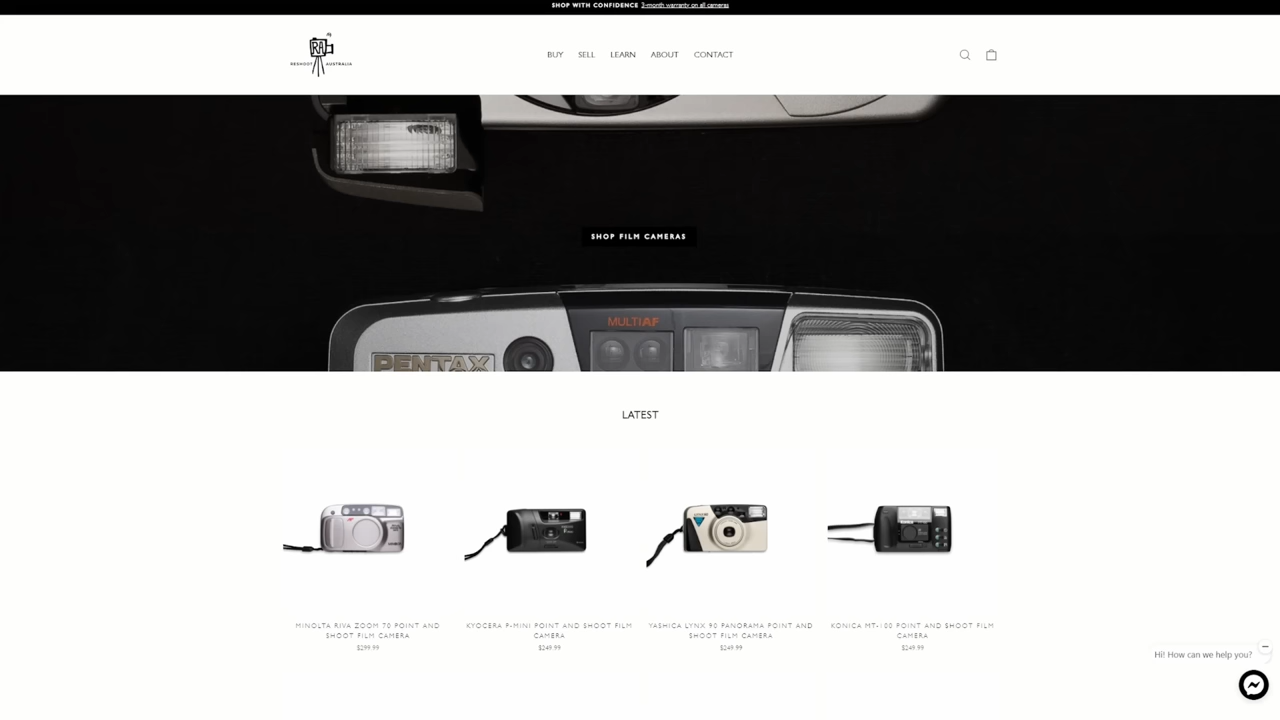 SHOP WITH CONFIDENCE 3-month warranty on all cameras
RA
RESHOOT AUSTRALIA
BUY SELL LEARN ABOUT CONTACT
SHOP FILM CAMERAS
MULTIAF
PENTAX
LATEST
MINOLTA RIVA ZOOM 70 POINT AND
SHOOT FILM CAMERA
$299.99
KYOCERA P-MINI POINT AND SHOOT FILM
CAMERA
$249.99
YASHICA LYNX 90 PANORAMA POINT AND
SHOOT FILM CAMERA
$249.99
KONICA MT-100 POINT AND SHOOT FILM
CAMERA
$249.99
Hi! How can we help you?